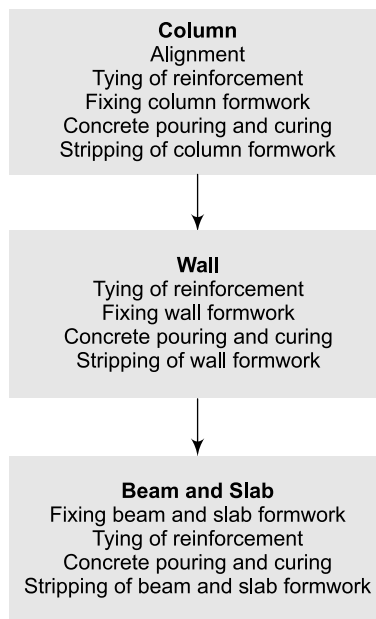 Column
Alignment
Tying of reinforcement
Fixing column formwork
Concrete pouring and curing
Stripping of column formwork
Wall
Tying of reinforcement
Fixing wall formwork
Concrete pouring and curing
Stripping of wall formwork
Beam and Slab
Fixing beam and slab formwork
Tying of reinforcement
Concrete pouring and curing
Stripping of beam and slab formwork